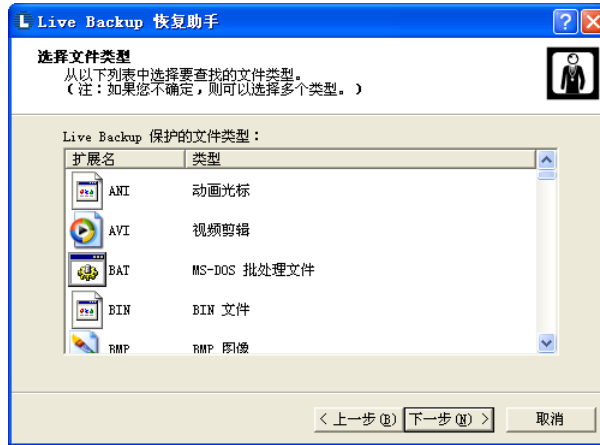 Live Backup 恢复助手
选择文件类型
从以下列表中选择要查找的文件类型。
(注:如果您不确定,则可以选择多个类型。)
Live Backup 保护的文件类型:
扩展名 类型
ANI 动画光标
AVI 视频剪辑
BAT MS-DOS 批处理文件
BIN BIN 文件
BMP BMP 图像
< 上一步(B) 下一步(N) > 取消